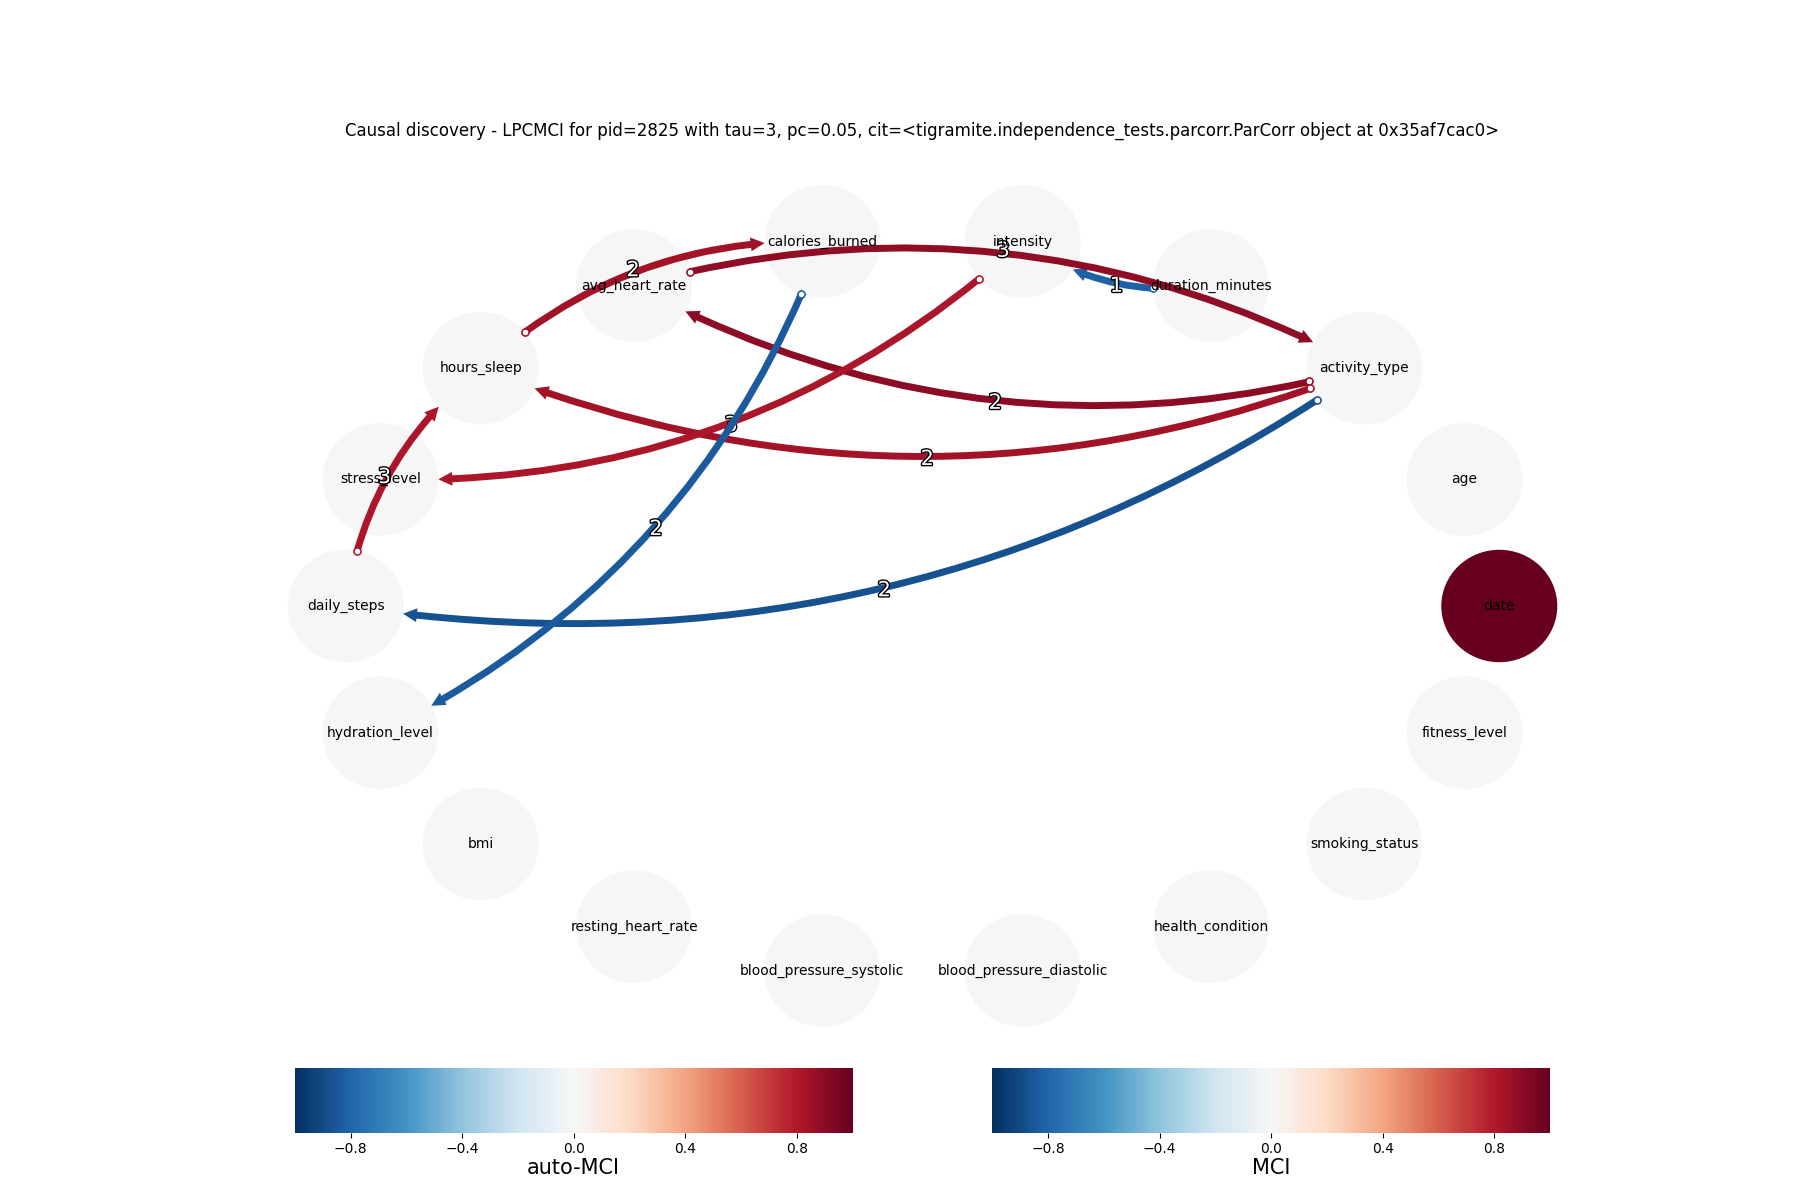 Causal discovery - LPCMCI for pid=2825 with tau=3, pc=0.05, cit=<tigramite.independence_tests.parcorr.ParCorr object at 0x35af7cac0>
calories_burned
intensity
3
2
avg_heart_rate
1
duration_minutes
hours_sleep
activity_type
2
3
2
stress_level
3
age
2
2
daily_steps
date
hydration_level
fitness_level
bmi
smoking_status
resting_heart_rate
health_condition
blood_pressure_systolic
blood_pressure_diastolic
−0.8 −0.4 0.0 0.4 0.8
auto-MCI
−0.8 −0.4 0.0 0.4 0.8
MCI